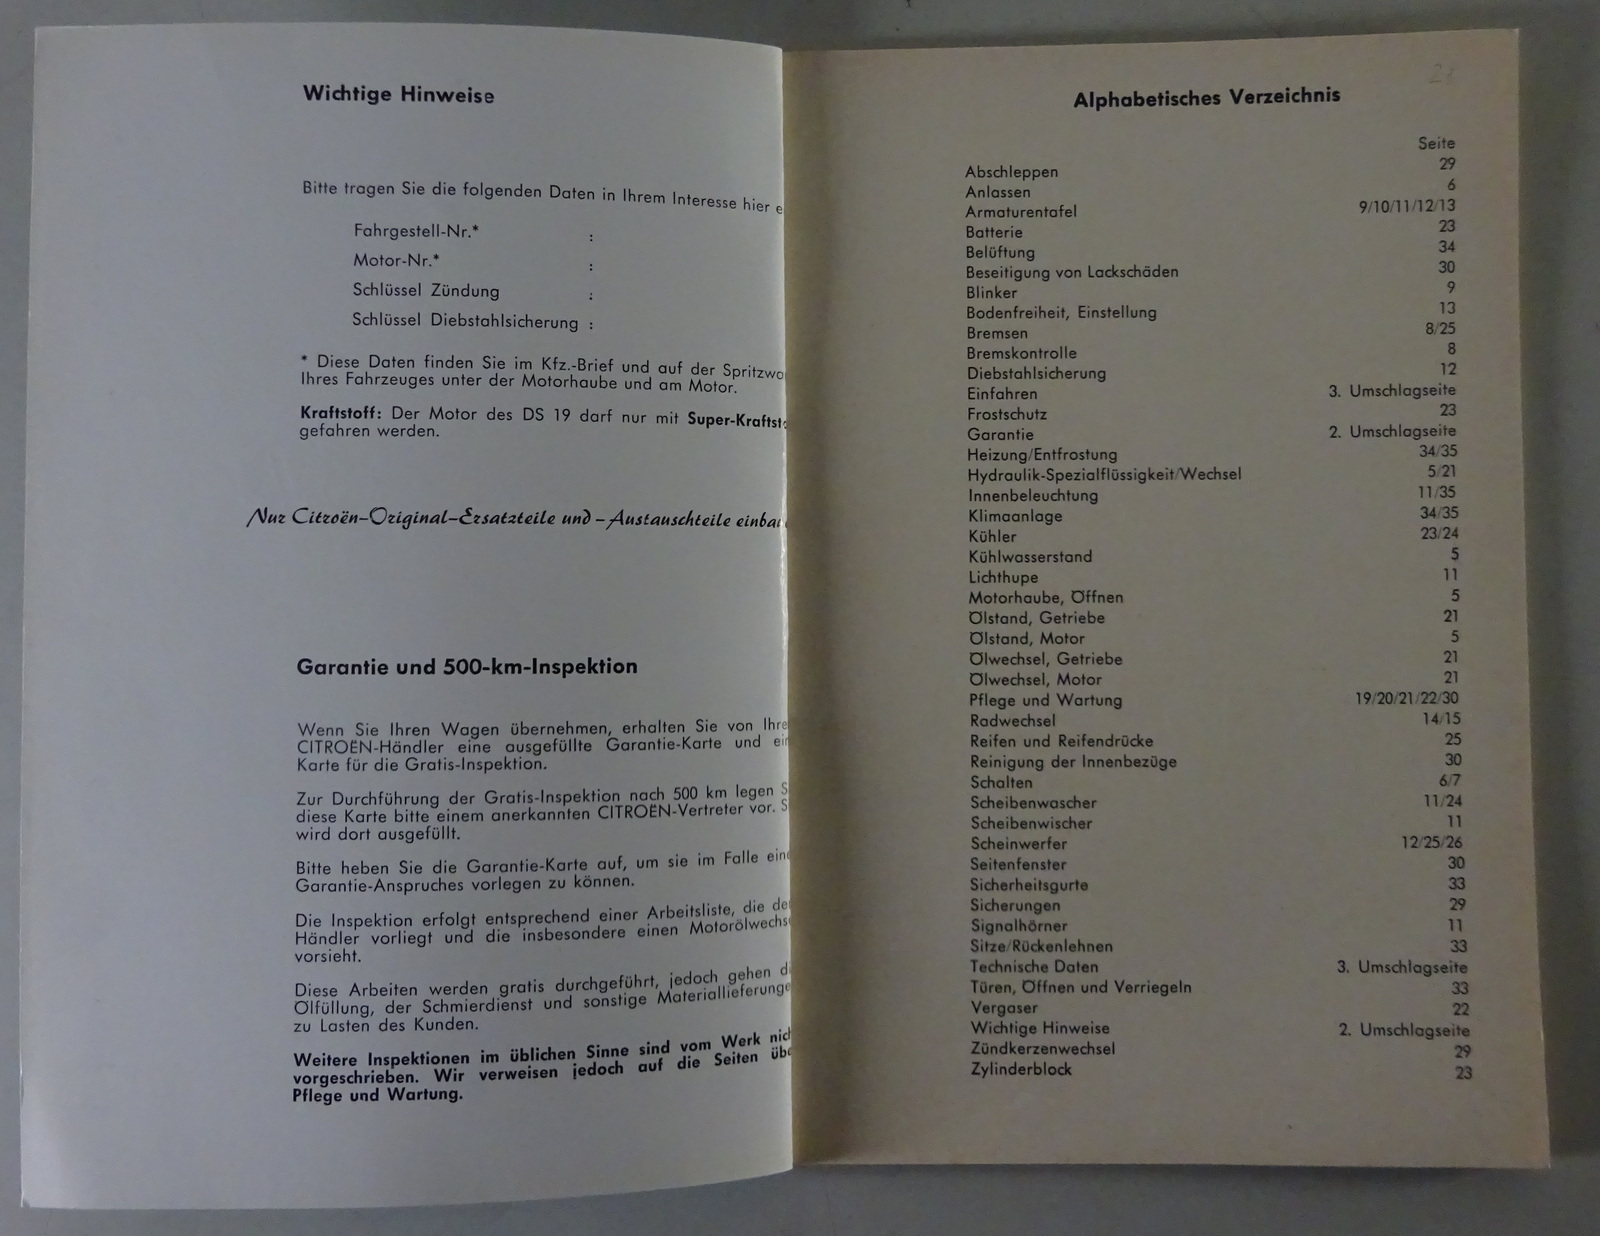 Wichtige Hinweise
Bitte tragen Sie die folgenden Daten in Ihrem Interesse hier e
Fahrgestell-Nr.* :
Motor-Nr.* :
Schlüssel Zündung :
Schlüssel Diebstahlsicherung :
* Diese Daten finden Sie im Kfz.-Brief und auf der Spritzwa
Ihres Fahrzeuges unter der Motorhaube und am Motor.
Kraftstoff: Der Motor des DS 19 darf nur mit Super-Kraftst
gefahren werden.
Nur Citroën-Original-Ersatzteile und -Austauschteile einbau
Garantie und 500-km-Inspektion
Wenn Sie Ihren Wagen übernehmen, erhalten Sie von Ihre
CITROËN-Händler eine ausgefüllte Garantie-Karte und ein
Karte für die Gratis-Inspektion.
Zur Durchführung der Gratis-Inspektion nach 500 km legen S
diese Karte bitte einem anerkannten CITROËN-Vertreter vor. S
wird dort ausgefüllt.
Bitte heben Sie die Garantie-Karte auf, um sie im Falle eine
Garantie-Anspruches vorlegen zu können.
Die Inspektion erfolgt entsprechend einer Arbeitsliste, die de
Händler vorliegt und die insbesondere einen Motorölwechs
vorsieht.
Diese Arbeiten werden gratis durchgeführt, jedoch gehen di
Ölfüllung, der Schmierdienst und sonstige Materiallieferunge
zu Lasten des Kunden.
Weitere Inspektionen im üblichen Sinne sind vom Werk nich
vorgeschrieben. Wir verweisen jedoch auf die Seiten übe
Pflege und Wartung.
Alphabetisches Verzeichnis
Seite
Abschleppen 29
Anlassen 6
Armaturentafel 9/10/11/12/13
Batterie 23
Belüftung 34
Beseitigung von Lackschäden 30
Blinker 9
Bodenfreiheit, Einstellung 13
Bremsen 8/25
Bremskontrolle 8
Diebstahlsicherung 12
Einfahren 3. Umschlagseite
Frostschutz 23
Garantie 2. Umschlagseite
Heizung/Entfrostung 34/35
Hydraulik-Spezialflüssigkeit/Wechsel 5/21
Innenbeleuchtung 11/35
Klimaanlage 34/35
Kühler 23/24
Kühlwasserstand 5
Lichthupe 11
Motorhaube, Öffnen 5
Ölstand, Getriebe 21
Ölstand, Motor 5
Ölwechsel, Getriebe 21
Ölwechsel, Motor 21
Pflege und Wartung 19/20/21/22/30
Radwechsel 14/15
Reifen und Reifendrücke 25
Reinigung der Innenbezüge 30
Schalten 6/7
Scheibenwascher 11/24
Scheibenwischer 11
Scheinwerfer 12/25/26
Seitenfenster 30
Sicherheitsgurte 33
Sicherungen 29
Signalhörner 11
Sitze/Rückenlehnen 33
Technische Daten 3. Umschlagseite
Türen, Öffnen und Verriegeln 33
Vergaser 22
Wichtige Hinweise 2. Umschlagseite
Zündkerzenwechsel 29
Zylinderblock 23